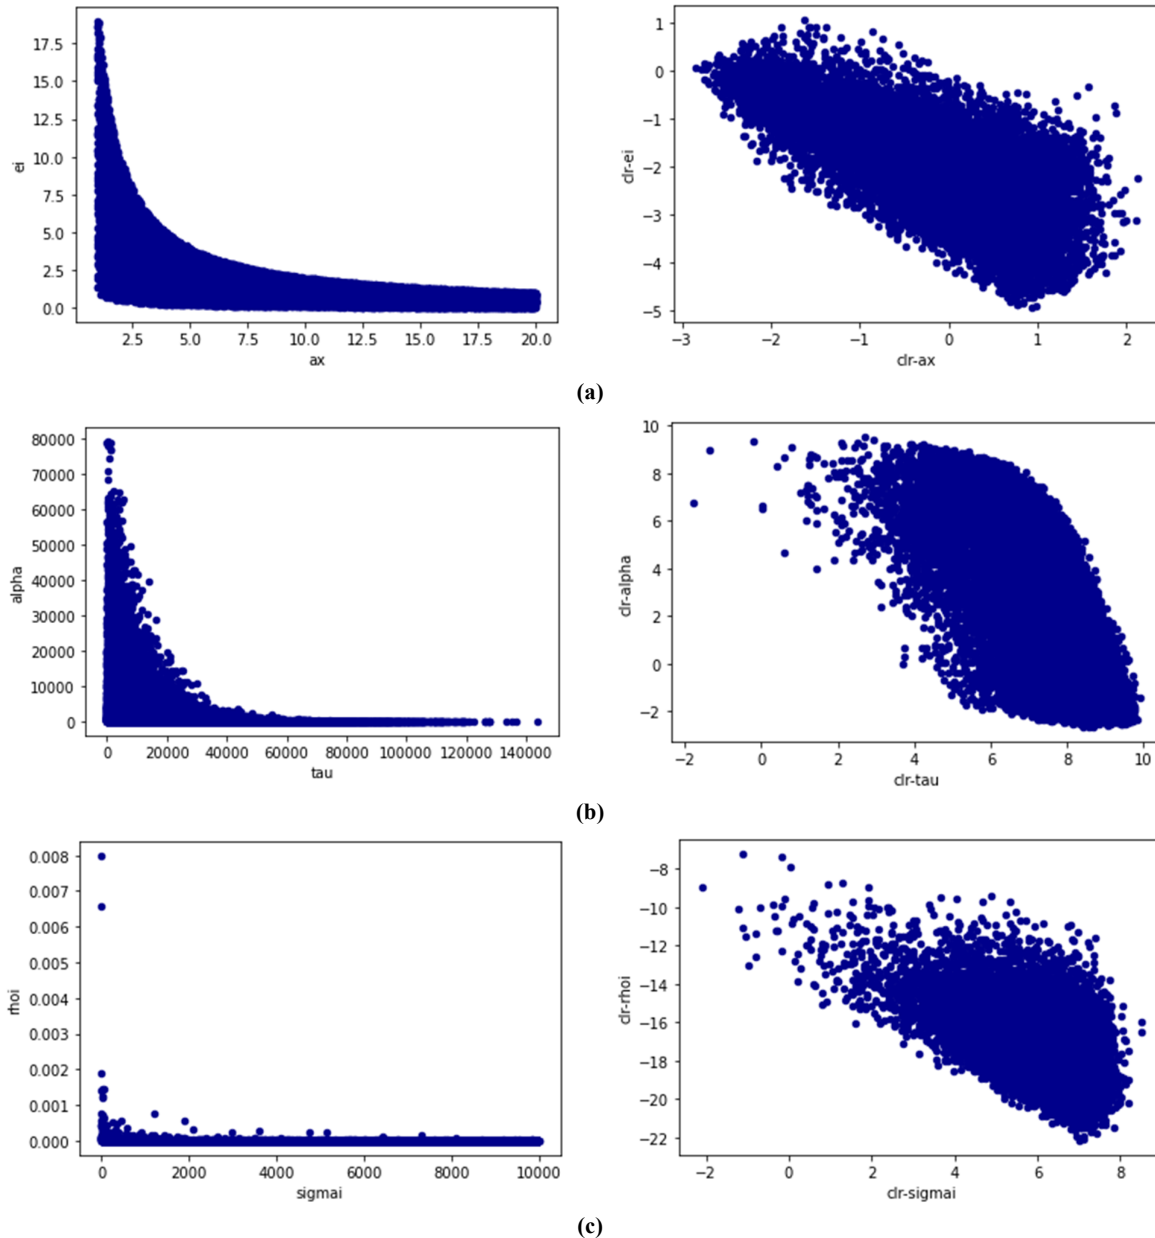 17.5
15.0
12.5
10.0
7.5
5.0
2.5
0.0
ei
2.5 5.0 7.5 10.0 12.5 15.0 17.5 20.0
ax
1
0
−1
−2
−3
−4
−5
clr-ei
−3 −2 −1 0 1 2
clr-ax
(a)
80000
70000
60000
50000
40000
30000
20000
10000
0
alpha
0 20000 40000 60000 80000 100000 120000 140000
tau
10
8
6
4
2
0
−2
clr-alpha
−2 0 2 4 6 8 10
clr-tau
(b)
0.008
0.007
0.006
0.005
0.004
0.003
0.002
0.001
0.000
rhoi
0 2000 4000 6000 8000 10000
sigmai
−8
−10
−12
−14
−16
−18
−20
−22
clr-rhoi
−2 0 2 4 6 8
clr-sigmai
(c)